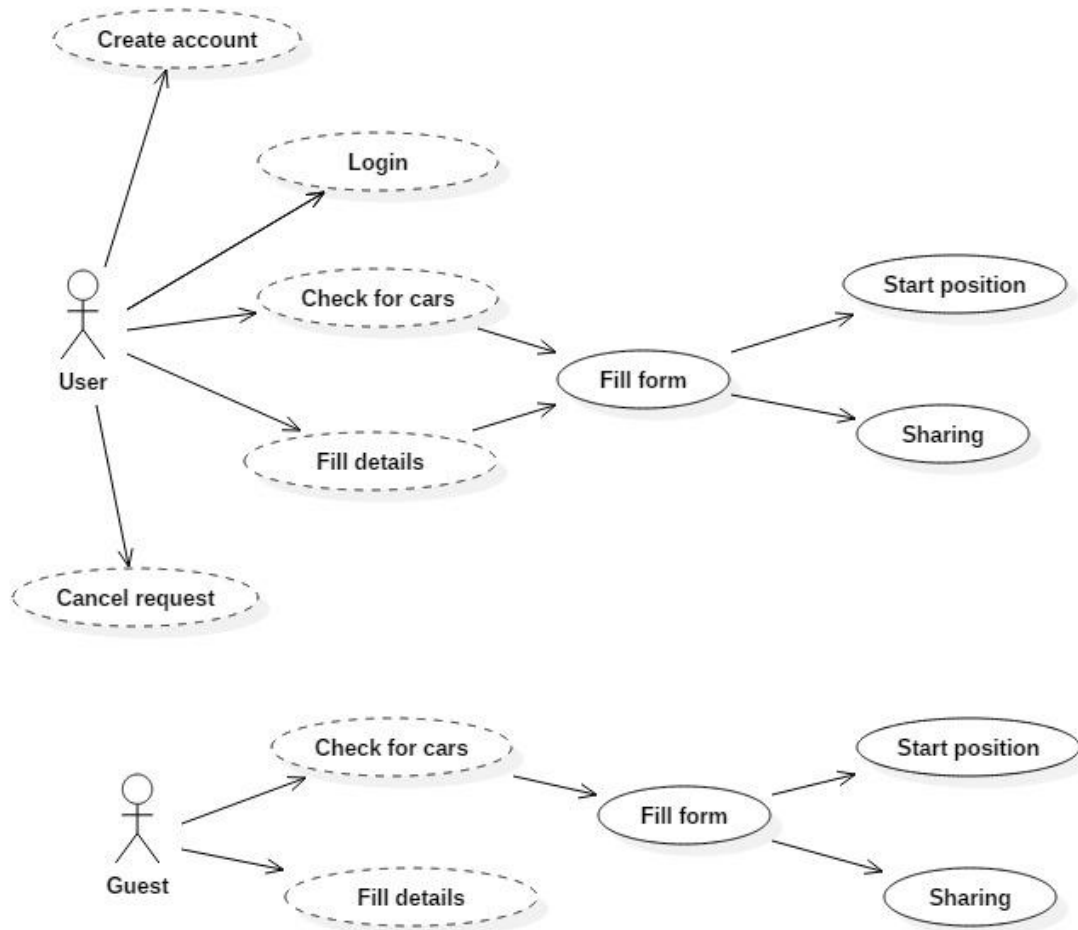 Create account
Login
Check for cars
Start position
User
Fill form
Sharing
Fill details
Cancel request
Check for cars
Start position
Fill form
Guest
Fill details
Sharing